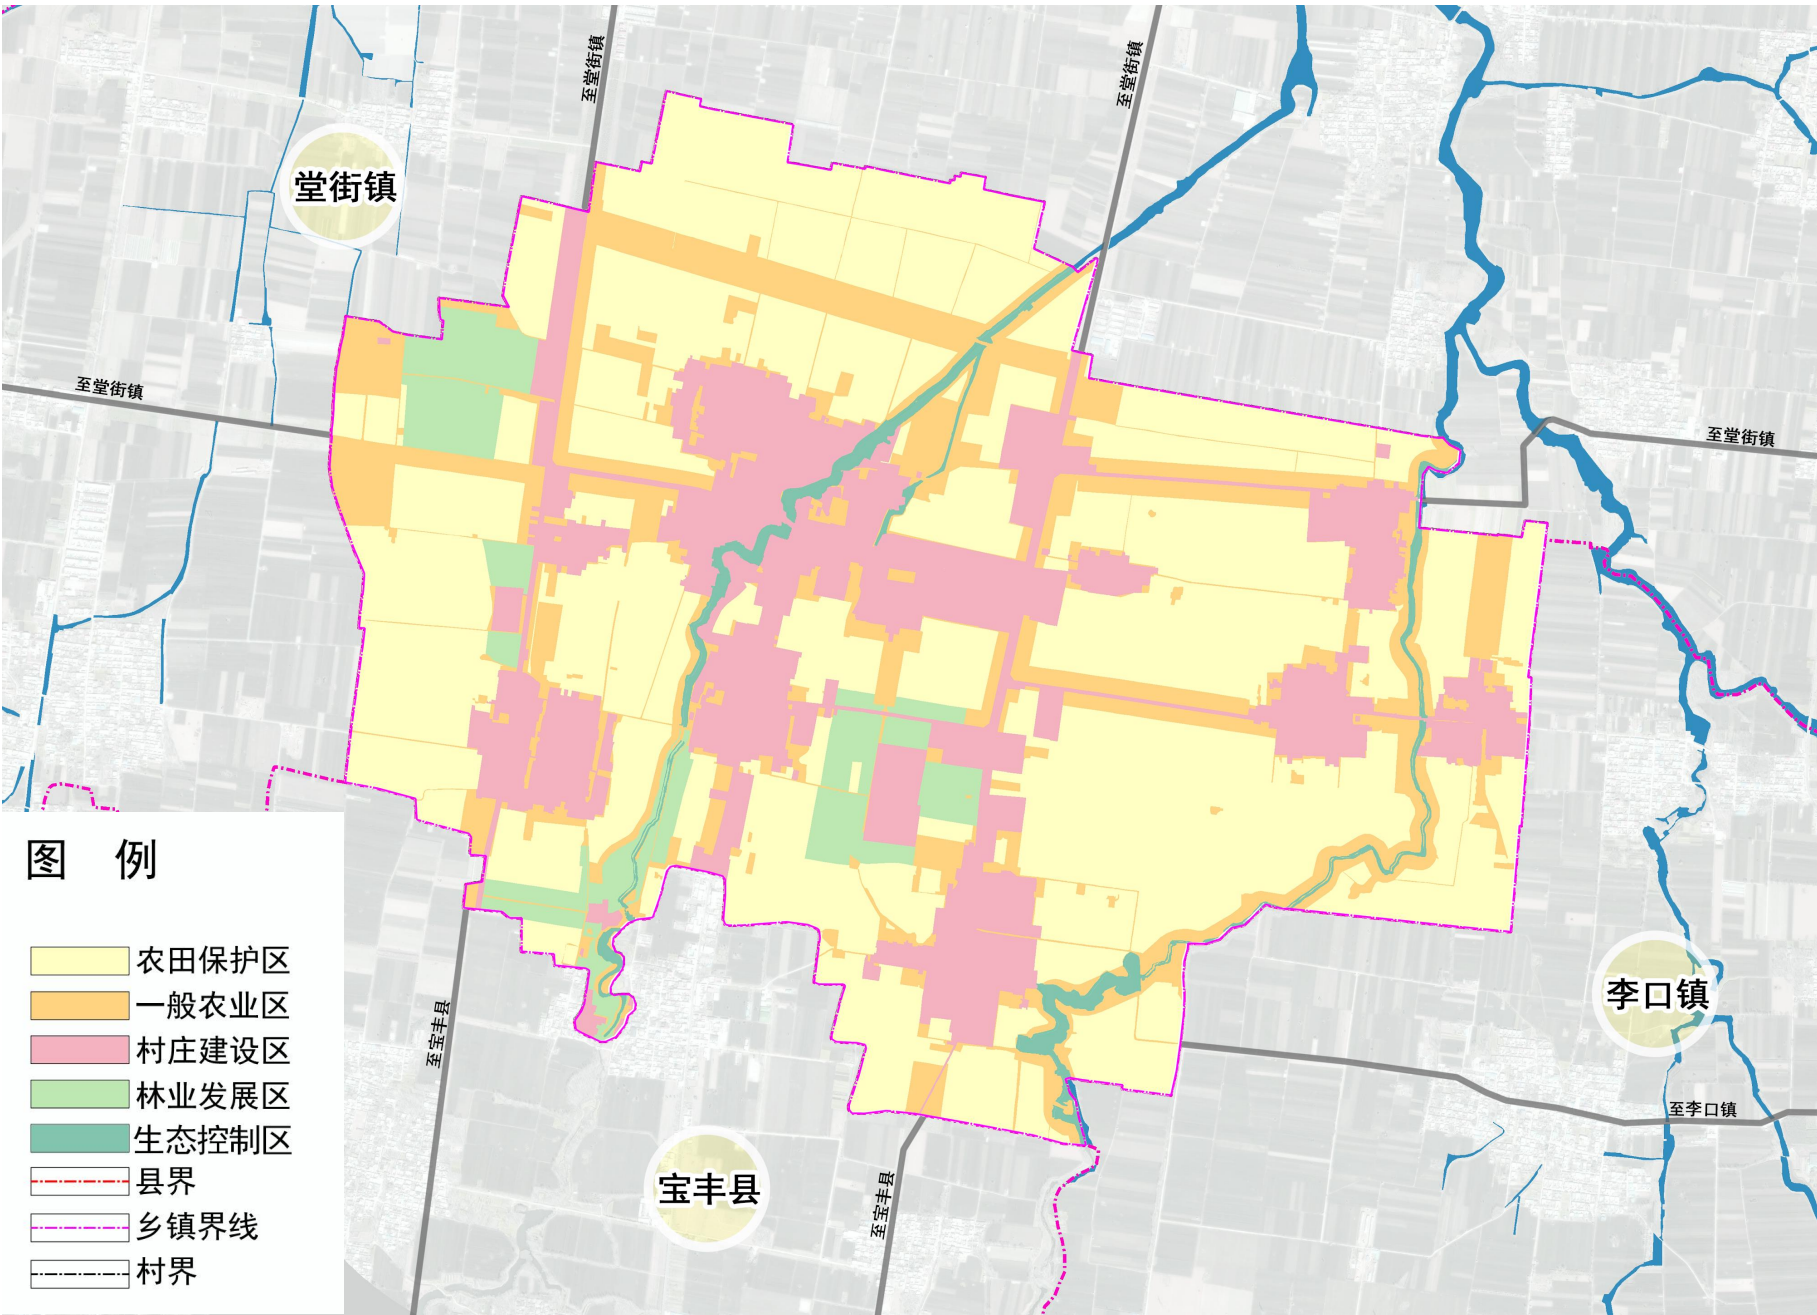 至堂街镇
至堂街镇
堂街镇
至堂街镇
至堂街镇
图 例
农田保护区
一般农业区
村庄建设区
林业发展区
生态控制区
县界
乡镇界线
村界
李口镇
至宝丰县
至李口镇
宝丰县
至宝丰县